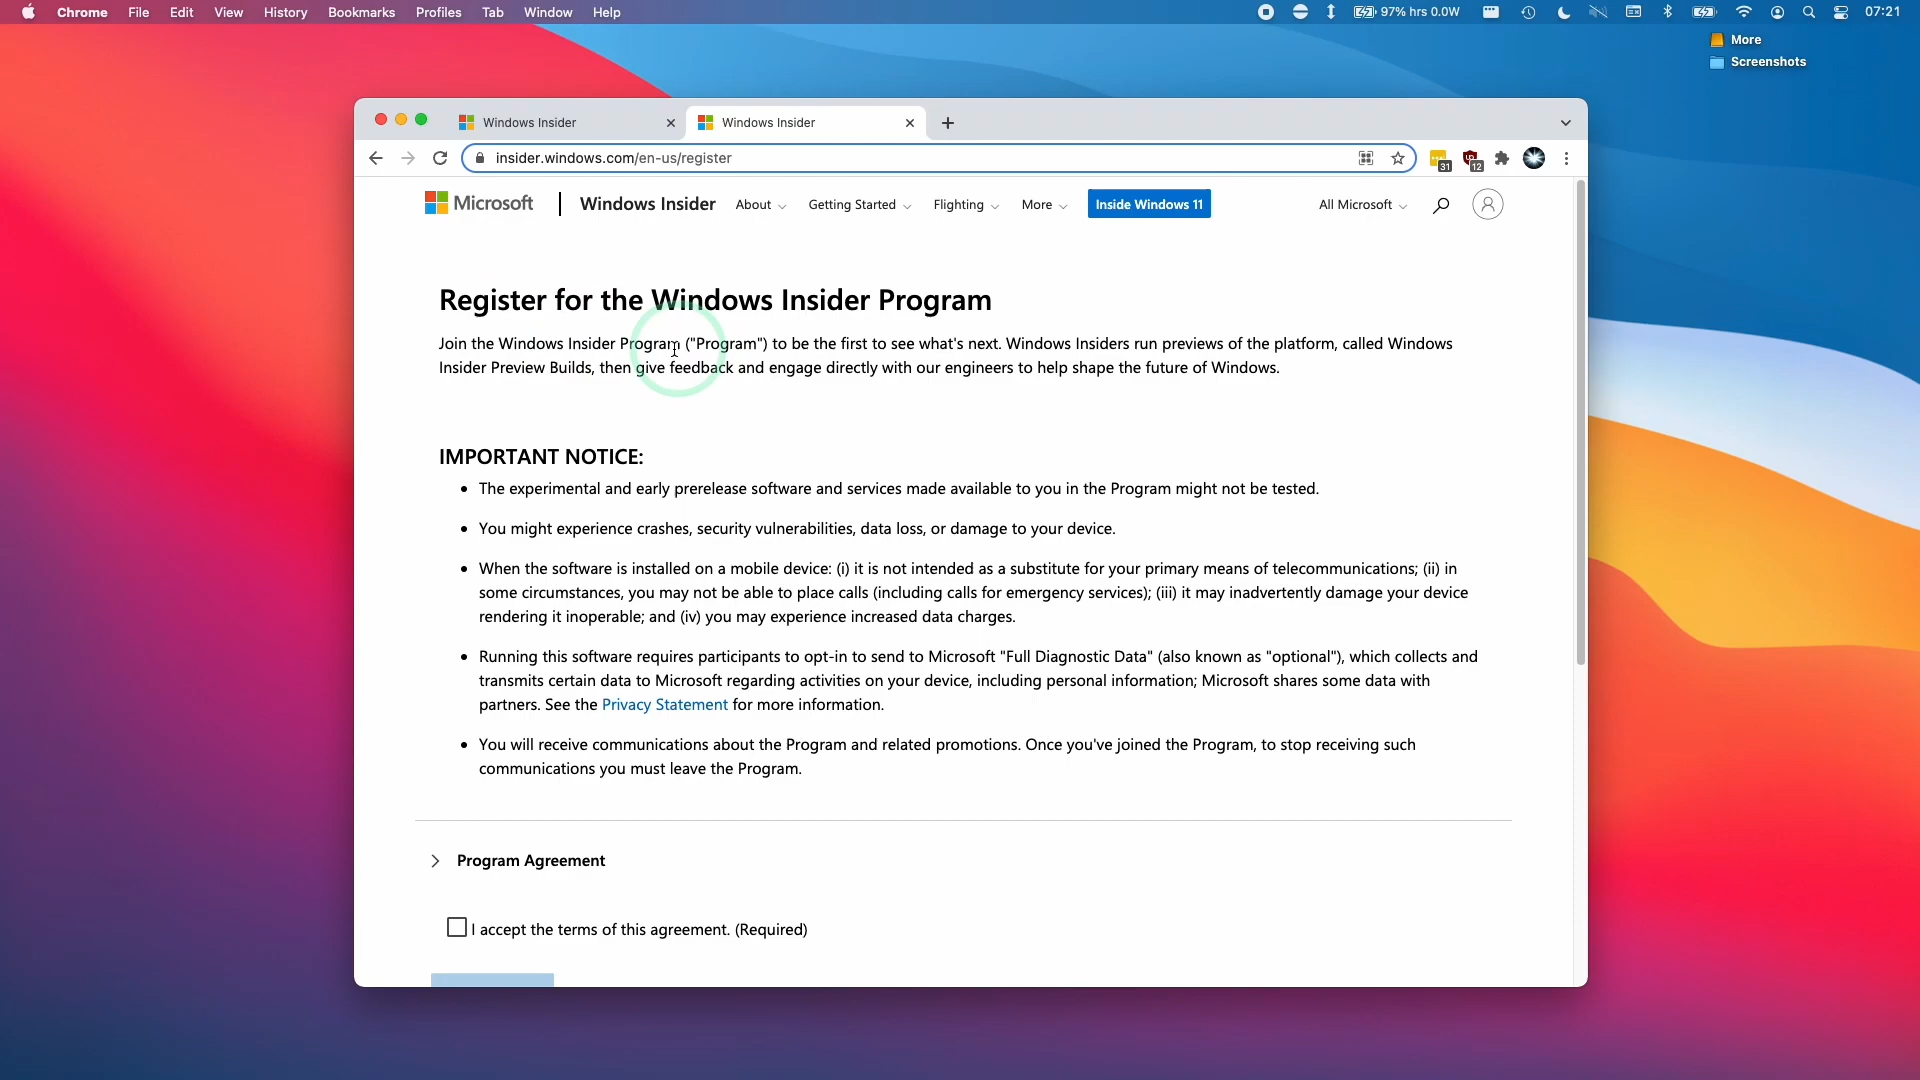 Chrome File Edit View History Bookmarks Profiles Tab Window Help 97% hrs 0.0W 07:21
More
Screenshots
Windows Insider Windows Insider
insider.windows.com/en-us/register 31 12
Microsoft Windows Insider About Getting Started Flighting More Inside Windows 11 All Microsoft
Register for the Windows Insider Program
Join the Windows Insider Program ("Program") to be the first to see what's next. Windows Insiders run previews of the platform, called Windows
Insider Preview Builds, then give feedback and engage directly with our engineers to help shape the future of Windows.
IMPORTANT NOTICE:
• The experimental and early prerelease software and services made available to you in the Program might not be tested.
• You might experience crashes, security vulnerabilities, data loss, or damage to your device.
• When the software is installed on a mobile device: (i) it is not intended as a substitute for your primary means of telecommunications; (ii) in
some circumstances, you may not be able to place calls (including calls for emergency services); (iii) it may inadvertently damage your device
rendering it inoperable; and (iv) you may experience increased data charges.
• Running this software requires participants to opt-in to send to Microsoft "Full Diagnostic Data" (also known as "optional"), which collects and
transmits certain data to Microsoft regarding activities on your device, including personal information; Microsoft shares some data with
partners. See the Privacy Statement for more information.
• You will receive communications about the Program and related promotions. Once you've joined the Program, to stop receiving such
communications you must leave the Program.
Program Agreement
I accept the terms of this agreement. (Required)